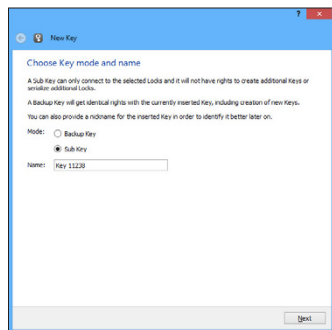 ? ×
New Key
Choose Key mode and name
A Sub Key can only connect to the selected Locks and it will not have rights to create additional Keys or
serialize additional Locks.
A Backup Key will get identical rights with the currently inserted Key, including creation of new Keys.
You can also provide a nickname for the inserted Key in order to identify it better later on.
Mode: Backup Key
Sub Key
Name: Key 11238
Next